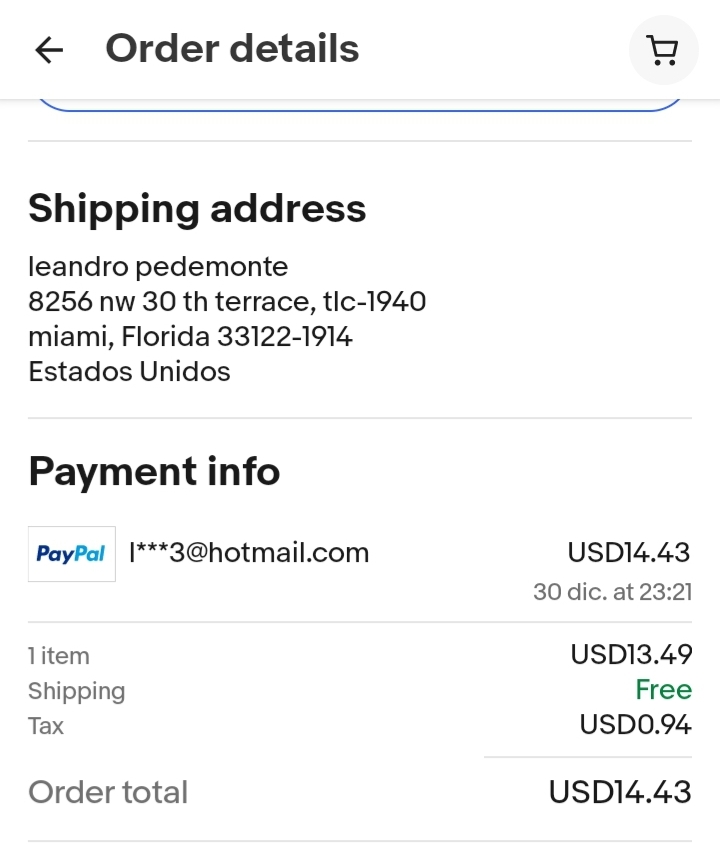 Order details
Shipping address
leandro pedemonte
8256 nw 30 th terrace, tlc-1940
miami, Florida 33122-1914
Estados Unidos
Payment info
PayPal l***3@hotmail.com USD14.43
30 dic. at 23:21
1 item USD13.49
Shipping Free
Tax USD0.94
Order total USD14.43